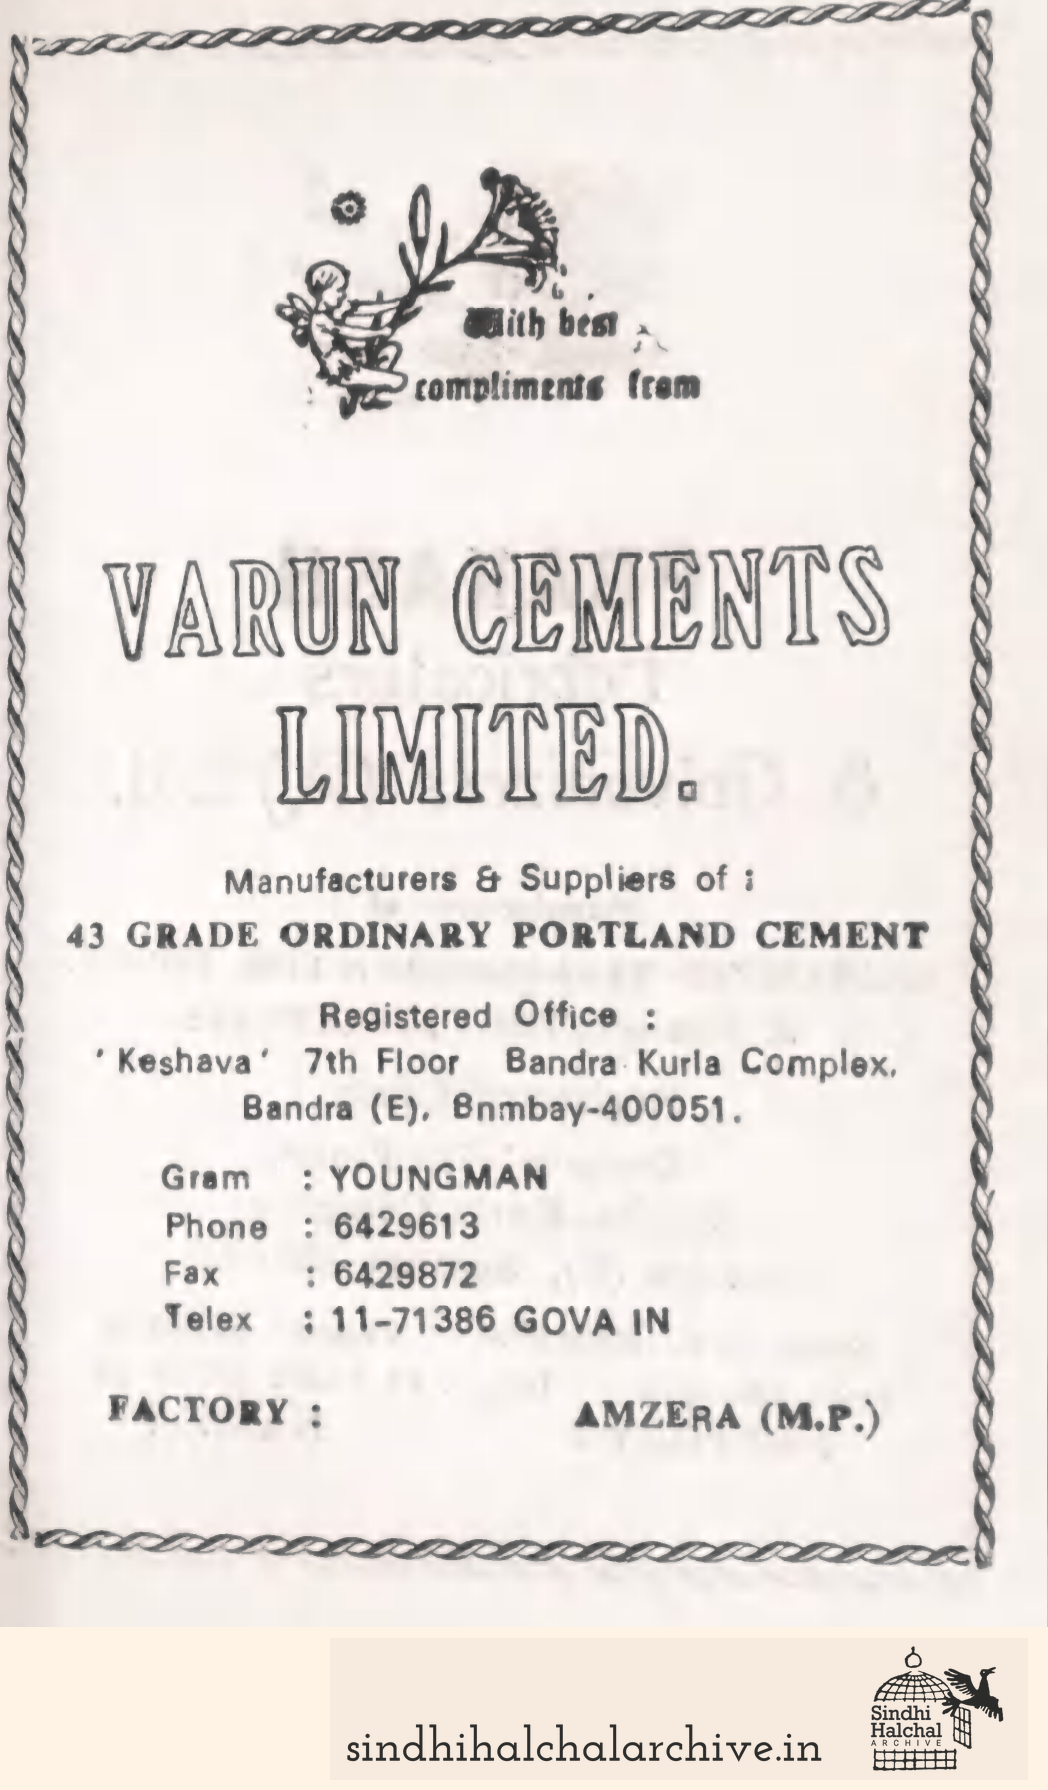 With best
compliments from
VARUN CEMENTS
LIMITED.
Manufacturers & Suppliers of :
43 GRADE ORDINARY PORTLAND CEMENT
Registered Office :
'Keshava' 7th Floor Bandra Kurla Complex,
Bandra (E), Bnmbay-400051.
Gram : YOUNGMAN
Phone : 6429613
Fax : 6429872
Telex : 11-71386 GOVA IN
FACTORY : AMZERA (M.P.)
sindhihalchalarchive.in
Sindhi
Halchal
ARCHIVE